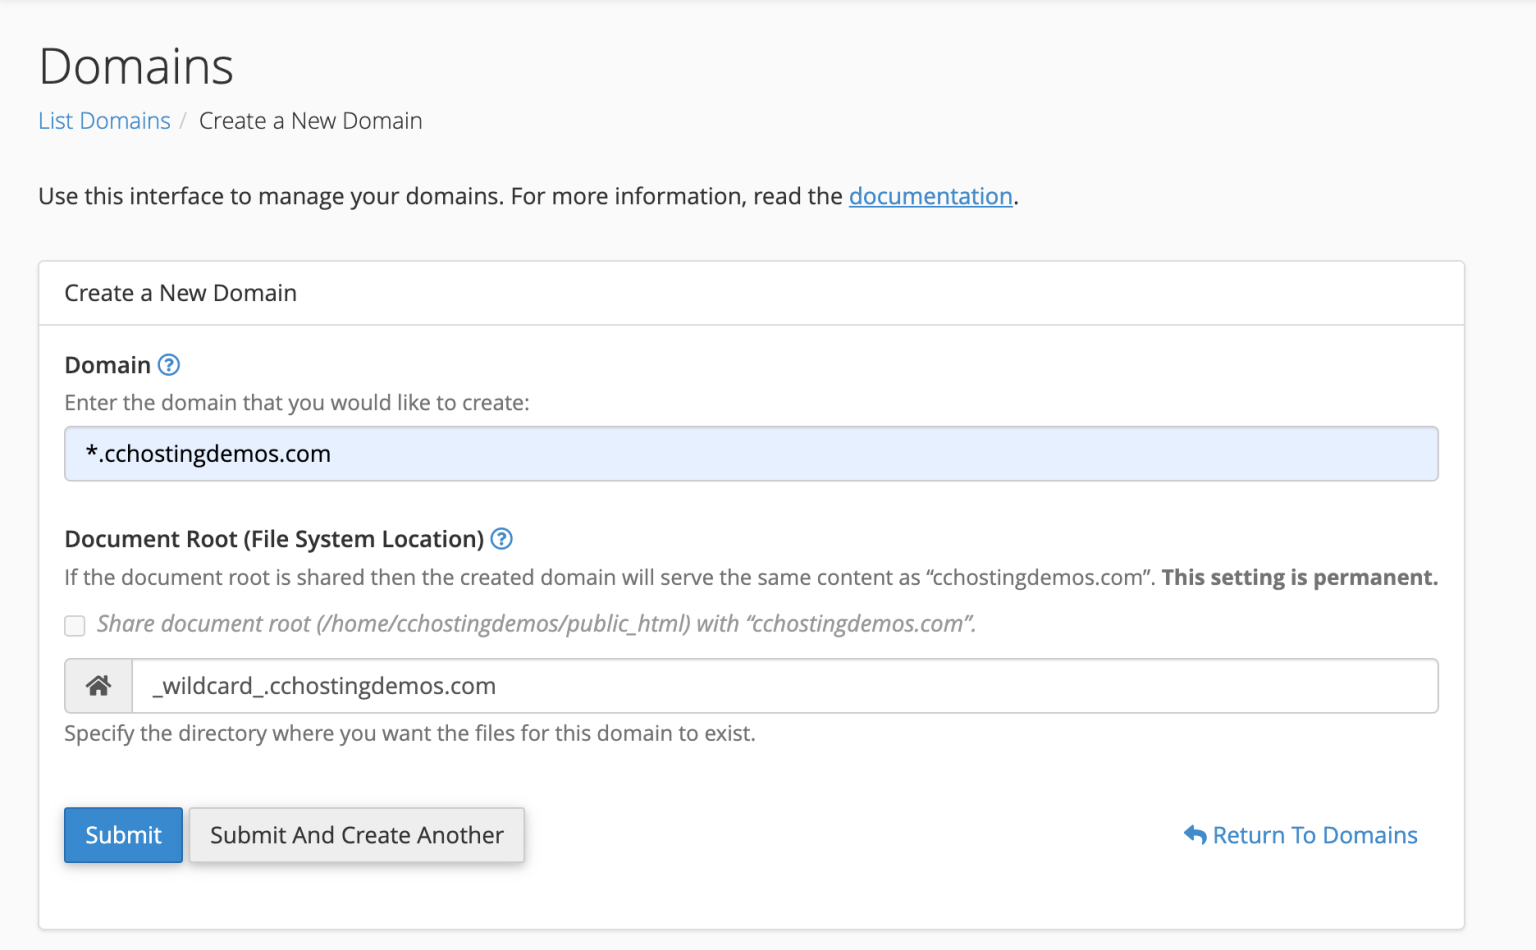 Domains
List Domains / Create a New Domain
Use this interface to manage your domains. For more information, read the documentation.
Create a New Domain
Domain ?
Enter the domain that you would like to create:
*.cchostingdemos.com
Document Root (File System Location) ?
If the document root is shared then the created domain will serve the same content as “cchostingdemos.com”. This setting is permanent.
Share document root (/home/cchostingdemos/public_html) with “cchostingdemos.com”.
_wildcard_.cchostingdemos.com
Specify the directory where you want the files for this domain to exist.
Submit Submit And Create Another Return To Domains